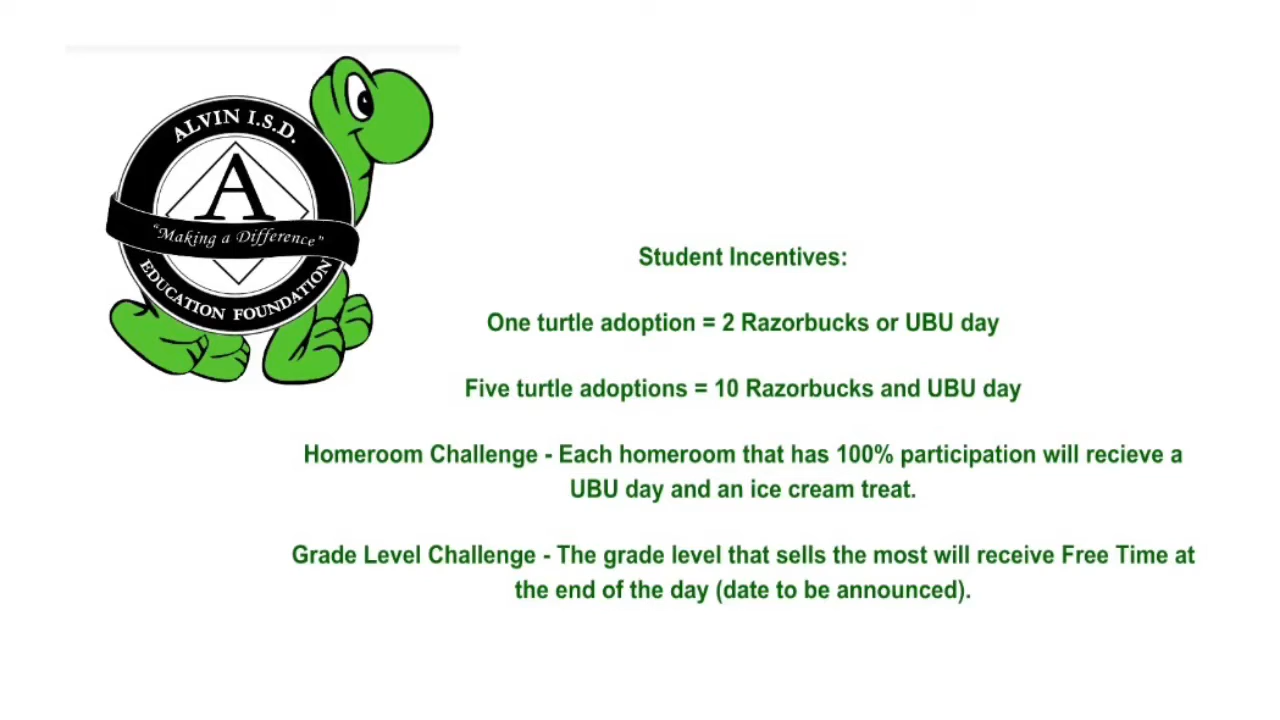 ALVIN I.S.D.
A
"Making a Difference"
EDUCATION FOUNDATION
Student Incentives:
One turtle adoption = 2 Razorbucks or UBU day
Five turtle adoptions = 10 Razorbucks and UBU day
Homeroom Challenge - Each homeroom that has 100% participation will recieve a
UBU day and an ice cream treat.
Grade Level Challenge - The grade level that sells the most will receive Free Time at
the end of the day (date to be announced).